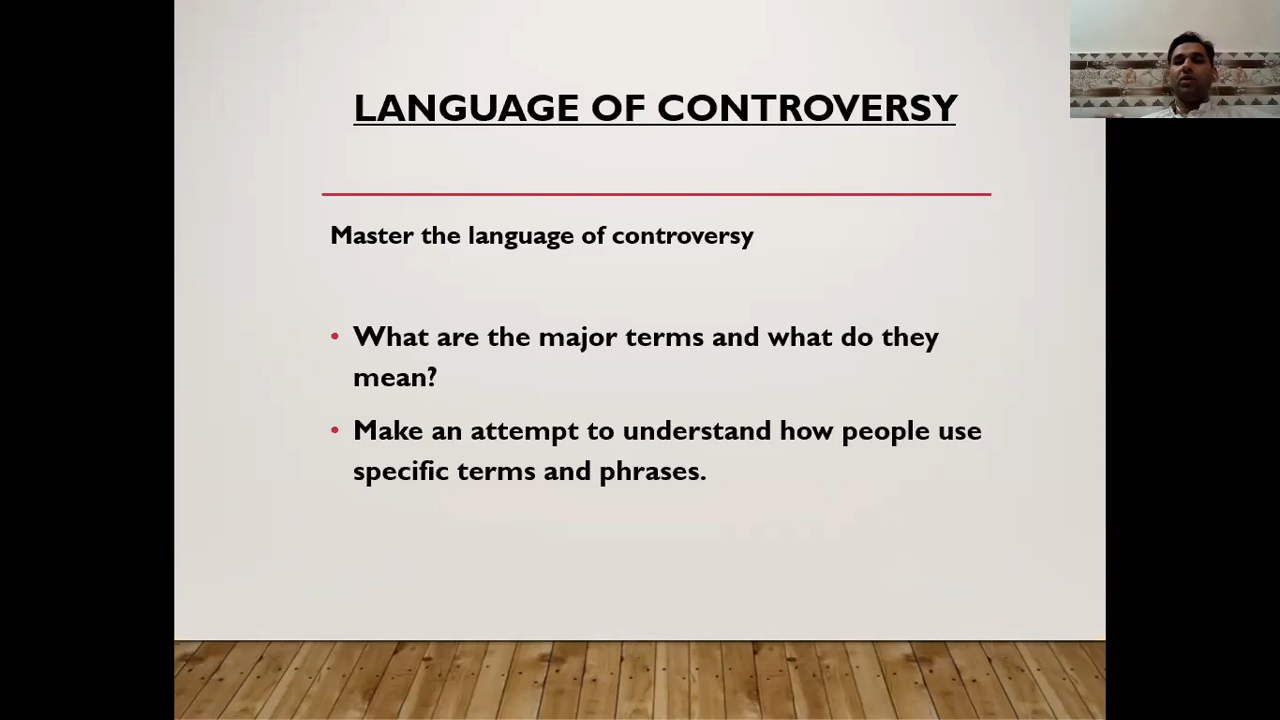 LANGUAGE OF CONTROVERSY
Master the language of controversy
• What are the major terms and what do they
mean?
• Make an attempt to understand how people use
specific terms and phrases.